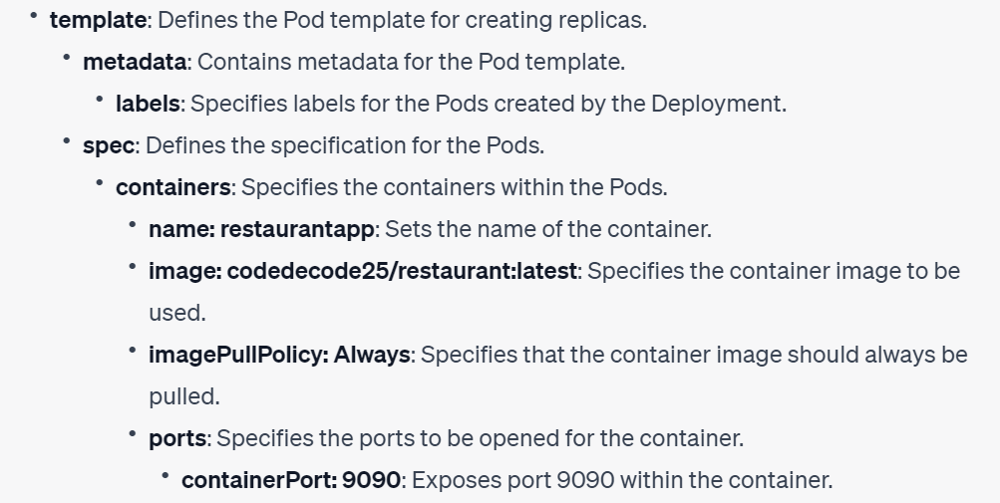 • template: Defines the Pod template for creating replicas.
• metadata: Contains metadata for the Pod template.
• labels: Specifies labels for the Pods created by the Deployment.
• spec: Defines the specification for the Pods.
• containers: Specifies the containers within the Pods.
• name: restaurantapp: Sets the name of the container.
• image: codedecode25/restaurant:latest: Specifies the container image to be
used.
• imagePullPolicy: Always: Specifies that the container image should always be
pulled.
• ports: Specifies the ports to be opened for the container.
• containerPort: 9090: Exposes port 9090 within the container.